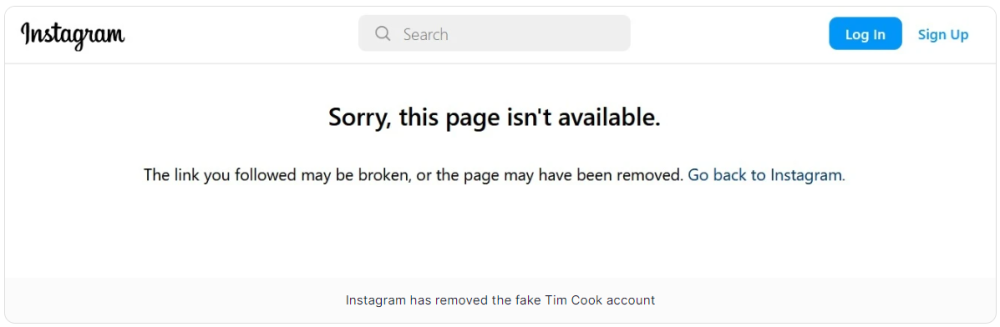 Instagram
Search
Log In
Sign Up
Sorry, this page isn't available.
The link you followed may be broken, or the page may have been removed. Go back to Instagram.
Instagram has removed the fake Tim Cook account